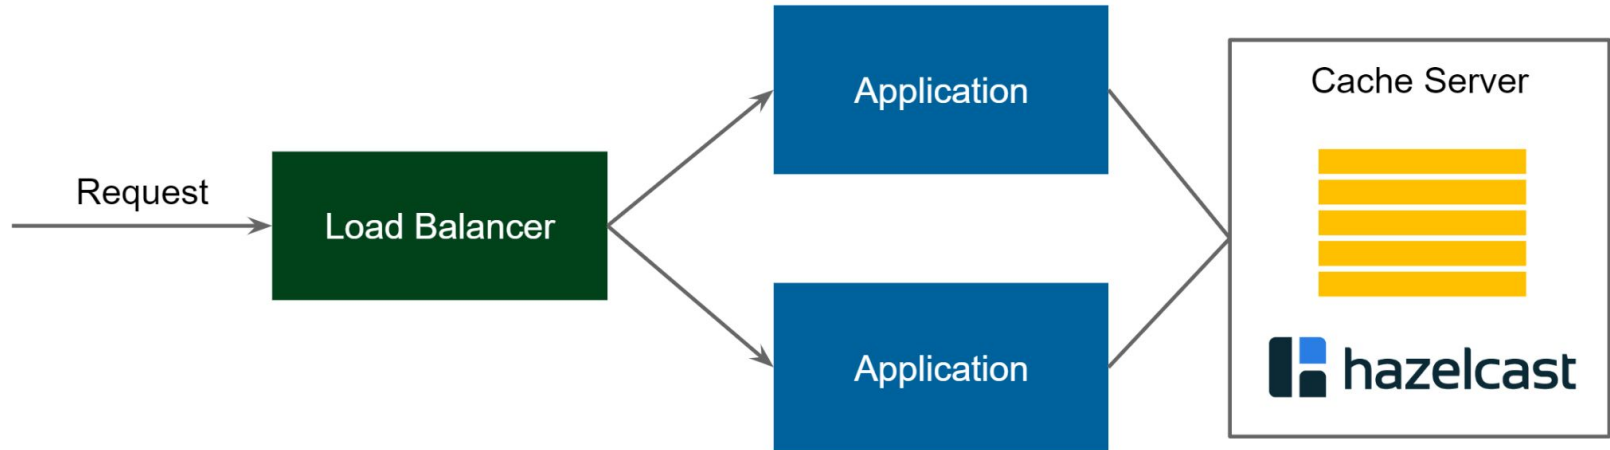 Request
Load Balancer
Application
Application
Cache Server
hazelcast